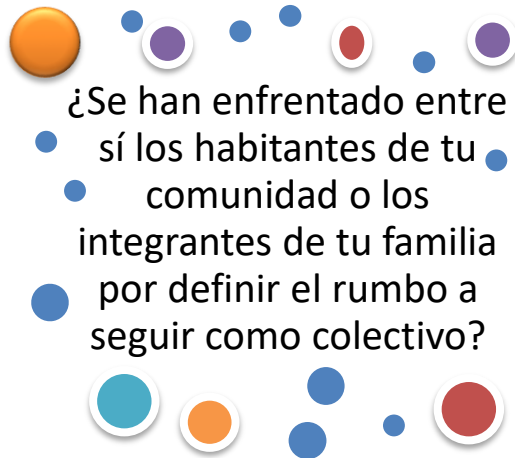 ¿Se han enfrentado entre
sí los habitantes de tu
comunidad o los
integrantes de tu familia
por definir el rumbo a
seguir como colectivo?